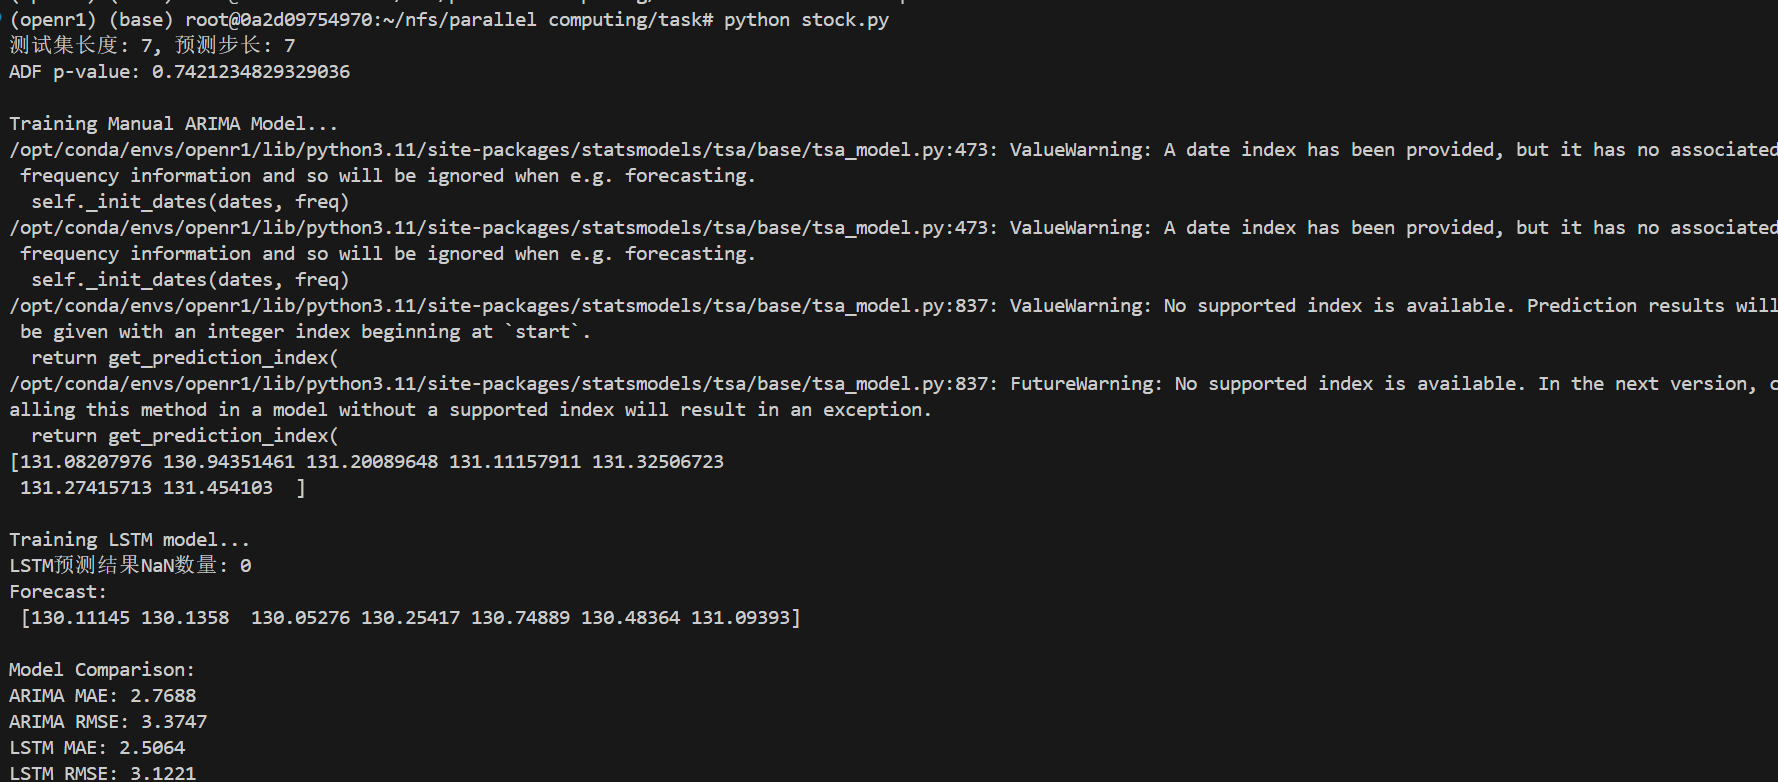 (openr1) (base) root@0a2d09754970:~/nfs/parallel computing/task# python stock.py
测试集长度: 7, 预测步长: 7
ADF p-value: 0.7421234829329036
Training Manual ARIMA Model...
/opt/conda/envs/openr1/lib/python3.11/site-packages/statsmodels/tsa/base/tsa_model.py:473: ValueWarning: A date index has been provided, but it has no associated
frequency information and so will be ignored when e.g. forecasting.
self._init_dates(dates, freq)
/opt/conda/envs/openr1/lib/python3.11/site-packages/statsmodels/tsa/base/tsa_model.py:473: ValueWarning: A date index has been provided, but it has no associated
frequency information and so will be ignored when e.g. forecasting.
self._init_dates(dates, freq)
/opt/conda/envs/openr1/lib/python3.11/site-packages/statsmodels/tsa/base/tsa_model.py:837: ValueWarning: No supported index is available. Prediction results will
be given with an integer index beginning at `start`.
return get_prediction_index(
/opt/conda/envs/openr1/lib/python3.11/site-packages/statsmodels/tsa/base/tsa_model.py:837: FutureWarning: No supported index is available. In the next version, c
alling this method in a model without a supported index will result in an exception.
return get_prediction_index(
[131.08207976 130.94351461 131.20089648 131.11157911 131.32506723
131.27415713 131.454103  ]
Training LSTM model...
LSTM预测结果NaN数量: 0
Forecast:
[130.11145 130.1358  130.05276 130.25417 130.74889 130.48364 131.09393]
Model Comparison:
ARIMA MAE: 2.7688
ARIMA RMSE: 3.3747
LSTM MAE: 2.5064
LSTM RMSE: 3.1221